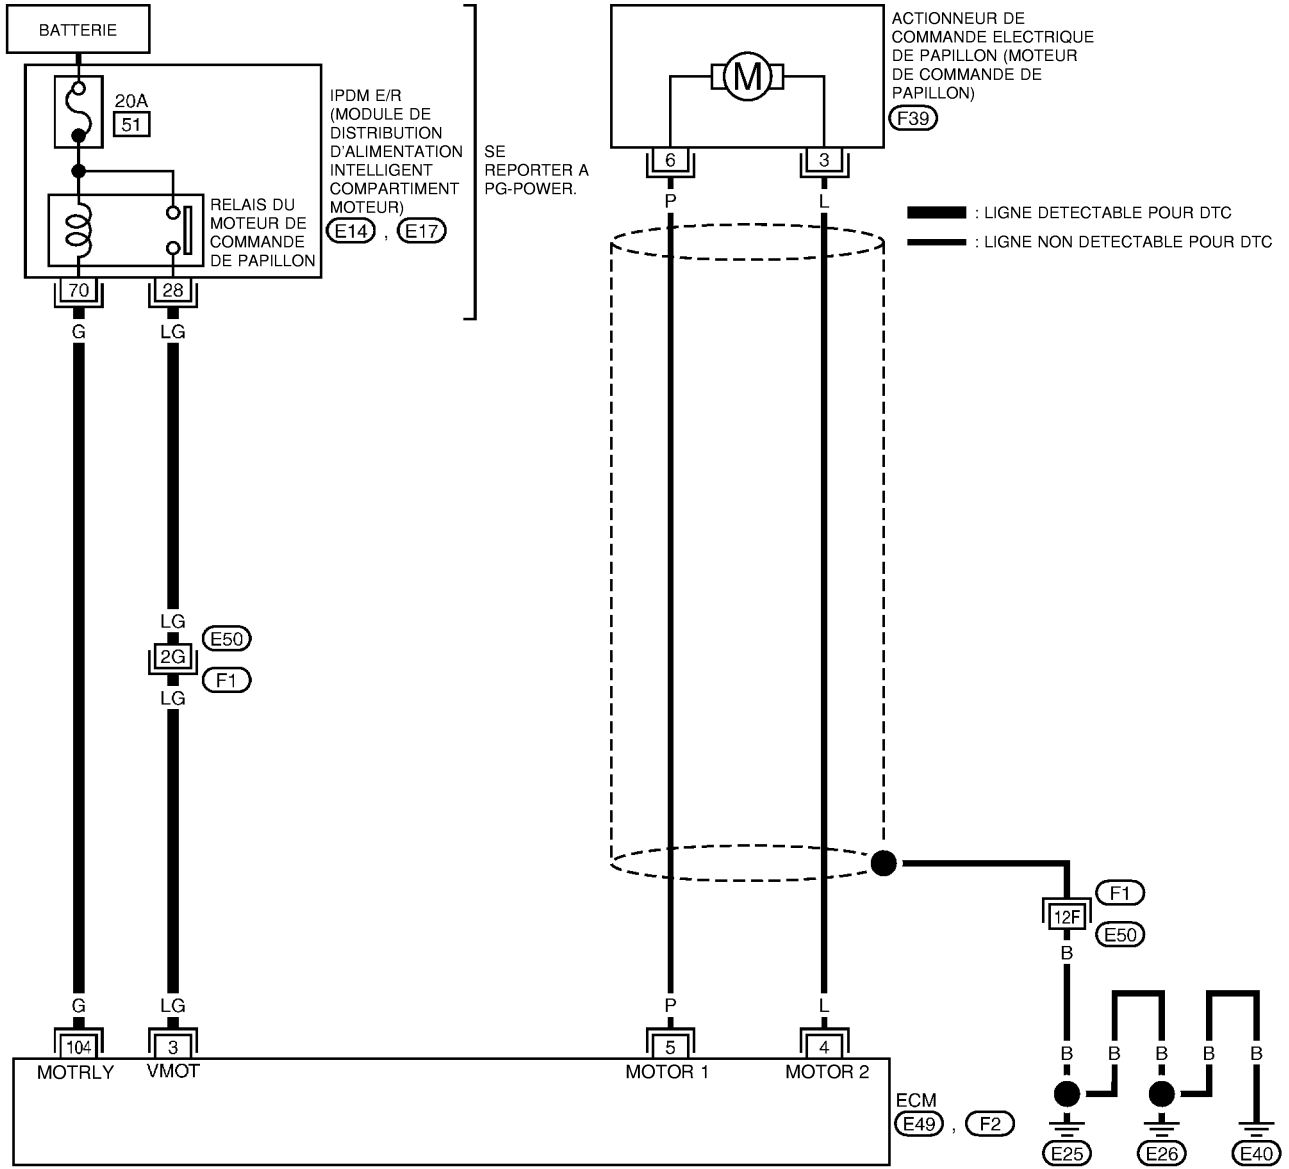 BATTERIE
20A
51
IPDM E/R
(MODULE DE
DISTRIBUTION
D'ALIMENTATION
INTELLIGENT
COMPARTIMENT
MOTEUR)
E14 , E17
SE
REPORTER A
PG-POWER.
RELAIS DU
MOTEUR DE
COMMANDE
DE PAPILLON
70
28
G
LG
LG
2G
E50
F1
LG
G
LG
104
3
MOTRLY
VMOT
M
ACTIONNEUR DE
COMMANDE ELECTRIQUE
DE PAPILLON (MOTEUR
DE COMMANDE DE
PAPILLON)
F39
6
3
P
L
: LIGNE DETECTABLE POUR DTC
: LIGNE NON DETECTABLE POUR DTC
F1
12F
E50
B
P
L
5
4
MOTOR 1
MOTOR 2
ECM
E49 , F2
B
B
B
B
B
E25
E26
E40